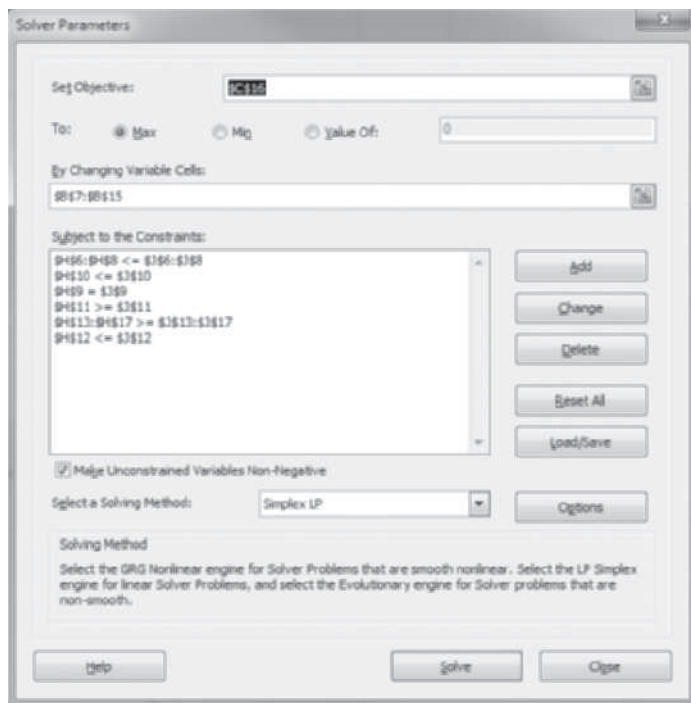 Solver Parameters
x
Set Objective:
$C$16
To:
Max
Min
Value Of:
0
By Changing Variable Cells:
$B$7:$B$15
Subject to the Constraints:
$H$6:$H$8 <= $J$6:$J$8
$H$10 <= $J$10
$H$9 = $J$9
$H$11 >= $J$11
$H$13:$H$17 >= $J$13:$J$17
$H$12 <= $J$12
Add
Change
Delete
Reset All
Load/Save
Make Unconstrained Variables Non-Negative
Select a Solving Method:
Simplex LP
Options
Solving Method
Select the GRG Nonlinear engine for Solver Problems that are smooth nonlinear. Select the LP Simplex
engine for linear Solver Problems, and select the Evolutionary engine for Solver problems that are
non-smooth.
Help
Solve
Close